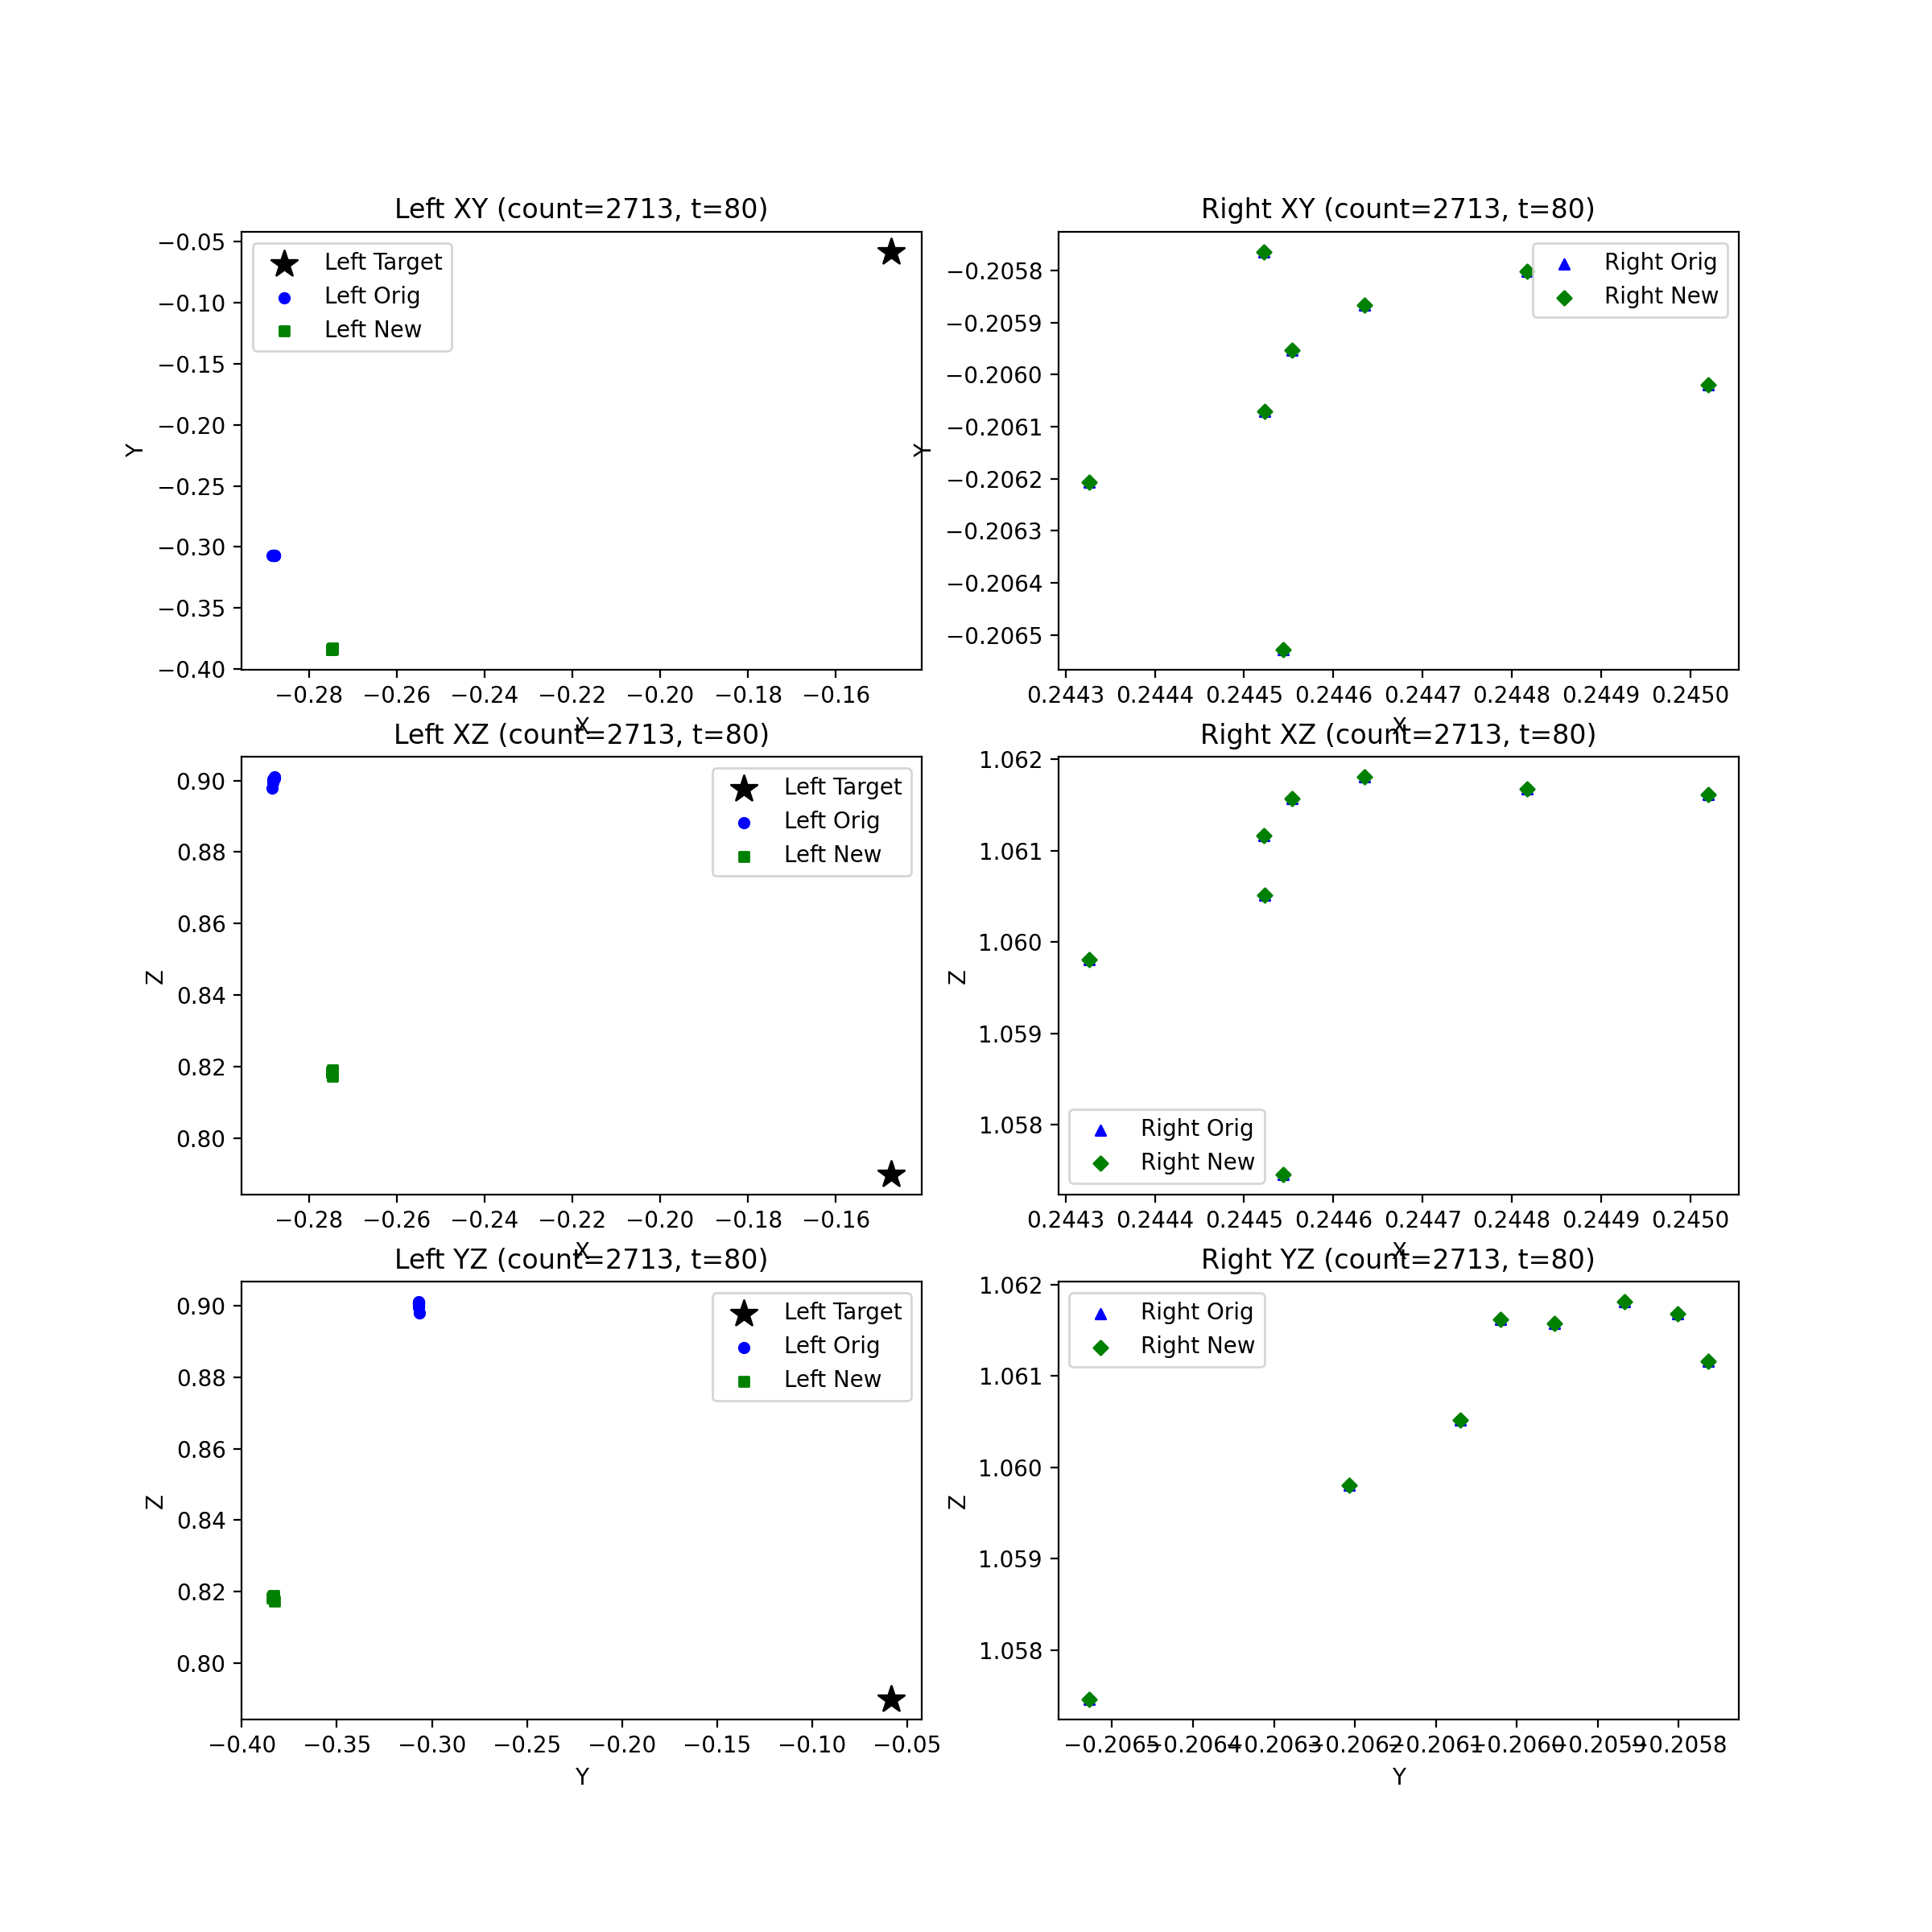 Left XY (count=2713, t=80)
−0.05
−0.10
−0.15
−0.20
−0.25
−0.30
−0.35
−0.40
Y
Left Target
Left Orig
Left New
−0.28 −0.26 −0.24 −0.22 −0.20 −0.18 −0.16
X
Right XY (count=2713, t=80)
−0.2058
−0.2059
−0.2060
−0.2061
−0.2062
−0.2063
−0.2064
−0.2065
Y
Right Orig
Right New
0.2443 0.2444 0.2445 0.2446 0.2447 0.2448 0.2449 0.2450
X
Left XZ (count=2713, t=80)
0.90
0.88
0.86
0.84
0.82
0.80
Z
Left Target
Left Orig
Left New
−0.28 −0.26 −0.24 −0.22 −0.20 −0.18 −0.16
X
Right XZ (count=2713, t=80)
1.062
1.061
1.060
1.059
1.058
Z
Right Orig
Right New
0.2443 0.2444 0.2445 0.2446 0.2447 0.2448 0.2449 0.2450
X
Left YZ (count=2713, t=80)
0.90
0.88
0.86
0.84
0.82
0.80
Z
Left Target
Left Orig
Left New
−0.40 −0.35 −0.30 −0.25 −0.20 −0.15 −0.10 −0.05
Y
Right YZ (count=2713, t=80)
1.062
1.061
1.060
1.059
1.058
Z
Right Orig
Right New
−0.2065 −0.2064 −0.2063 −0.2062 −0.2061 −0.2060 −0.2059 −0.2058
Y